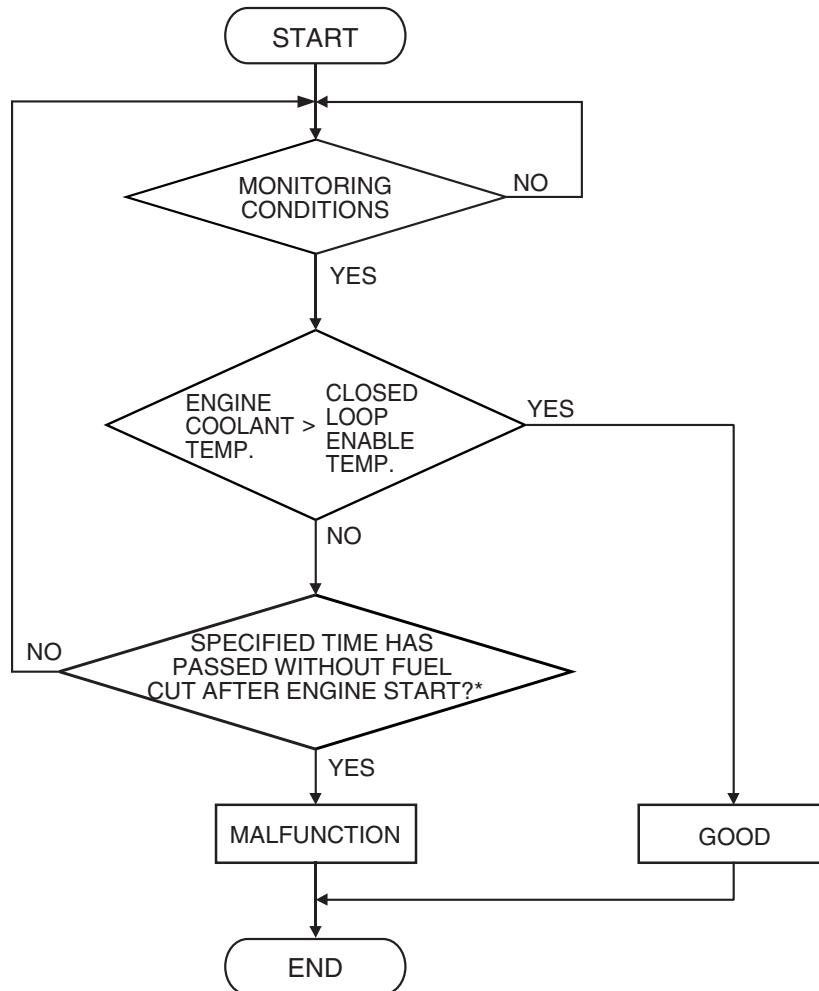 START
MONITORING
CONDITIONS
NO
YES
ENGINE
COOLANT >
TEMP.
CLOSED
LOOP
ENABLE
TEMP.
YES
NO
SPECIFIED TIME HAS
PASSED WITHOUT FUEL
CUT AFTER ENGINE START?*
NO
YES
MALFUNCTION
GOOD
END